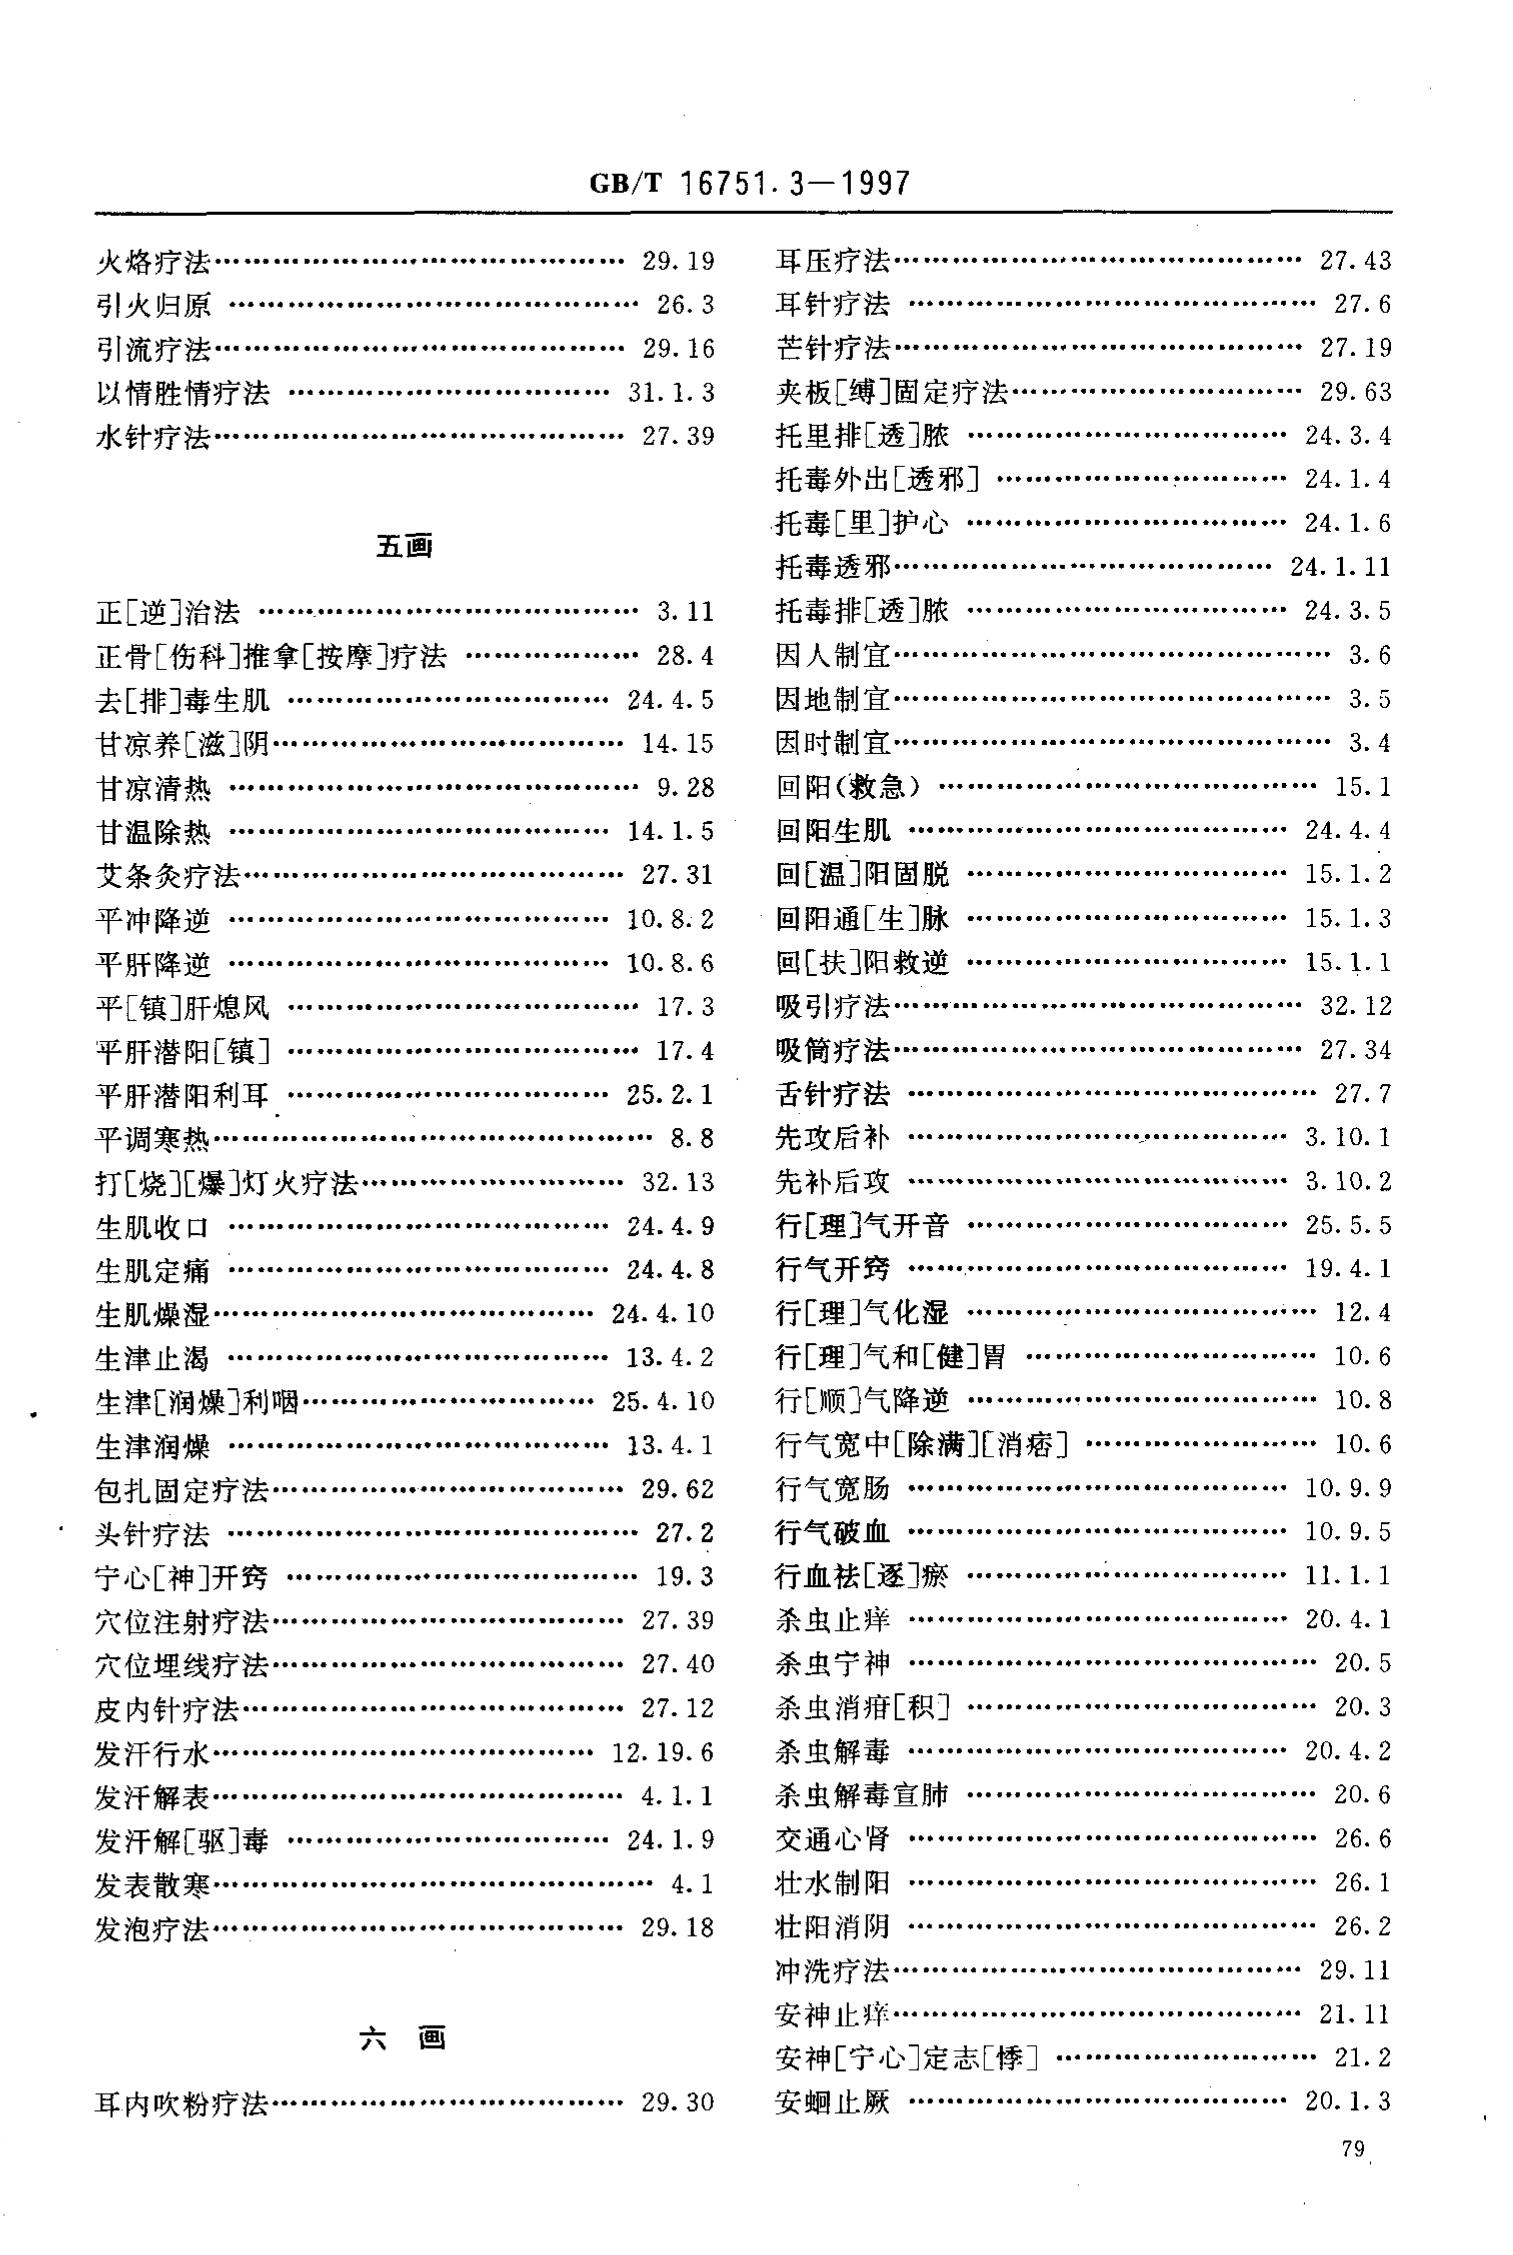 GB/T 16751.3—1997
火烙疗法…………………………………… 29.19
引火归原 …………………………………… 26.3
引流疗法…………………………………… 29.16
以情胜情疗法 …………………………… 31.1.3
水针疗法…………………………………… 27.39
五画
正[逆]治法 ………………………………… 3.11
正骨[伤科]推拿[按摩]疗法 ……………… 28.4
去[排]毒生肌 …………………………… 24.4.5
甘凉养[滋]阴……………………………… 14.15
甘凉清热 …………………………………… 9.28
甘温除热 ………………………………… 14.1.5
艾条灸疗法………………………………… 27.31
平冲降逆 ………………………………… 10.8.2
平肝降逆 ………………………………… 10.8.6
平[镇]肝熄风 ……………………………… 17.3
平肝潜阳[镇] ……………………………… 17.4
平肝潜阳利耳 …………………………… 25.2.1
平调寒热……………………………………… 8.8
打[烧][爆]灯火疗法……………………… 32.13
生肌收口 ………………………………… 24.4.9
生肌定痛 ………………………………… 24.4.8
生肌燥湿………………………………… 24.4.10
生津止渴 ………………………………… 13.4.2
生津[润燥]利咽………………………… 25.4.10
生津润燥 ………………………………… 13.4.1
包扎固定疗法……………………………… 29.62
头针疗法 …………………………………… 27.2
宁心[神]开窍 ……………………………… 19.3
穴位注射疗法……………………………… 27.39
穴位埋线疗法……………………………… 27.40
皮内针疗法………………………………… 27.12
发汗行水………………………………… 12.19.6
发汗解表…………………………………… 4.1.1
发汗解[驱]毒 …………………………… 24.1.9
发表散寒……………………………………… 4.1
发泡疗法…………………………………… 29.18
六 画
耳内吹粉疗法……………………………… 29.30
耳压疗法…………………………………… 27.43
耳针疗法 …………………………………… 27.6
芒针疗法…………………………………… 27.19
夹板[缚]固定疗法………………………… 29.63
托里排[透]脓 …………………………… 24.3.4
托毒外出[透邪] ………………………… 24.1.4
托毒[里]护心 …………………………… 24.1.6
托毒透邪………………………………… 24.1.11
托毒排[透]脓 …………………………… 24.3.5
因人制宜……………………………………… 3.6
因地制宜……………………………………… 3.5
因时制宜……………………………………… 3.4
回阳(救急) ………………………………… 15.1
回阳生肌 ………………………………… 24.4.4
回[温]阳固脱 …………………………… 15.1.2
回阳通[生]脉 …………………………… 15.1.3
回[扶]阳救逆 …………………………… 15.1.1
吸引疗法…………………………………… 32.12
吸筒疗法…………………………………… 27.34
舌针疗法 …………………………………… 27.7
先攻后补 ………………………………… 3.10.1
先补后攻 ………………………………… 3.10.2
行[理]气开音 …………………………… 25.5.5
行气开窍 ………………………………… 19.4.1
行[理]气化湿 ……………………………… 12.4
行[理]气和[健]胃 ………………………… 10.6
行[顺]气降逆 ……………………………… 10.8
行气宽中[除满][消痞] …………………… 10.6
行气宽肠 ………………………………… 10.9.9
行气破血 ………………………………… 10.9.5
行血祛[逐]瘀 …………………………… 11.1.1
杀虫止痒 ………………………………… 20.4.1
杀虫宁神 …………………………………… 20.5
杀虫消疳[积] ……………………………… 20.3
杀虫解毒 ………………………………… 20.4.2
杀虫解毒宣肺 ……………………………… 20.6
交通心肾 …………………………………… 26.6
壮水制阳 …………………………………… 26.1
壮阳消阴 …………………………………… 26.2
冲洗疗法…………………………………… 29.11
安神止痒…………………………………… 21.11
安神[宁心]定志[悸] ……………………… 21.2
安蛔止厥 ………………………………… 20.1.3
79